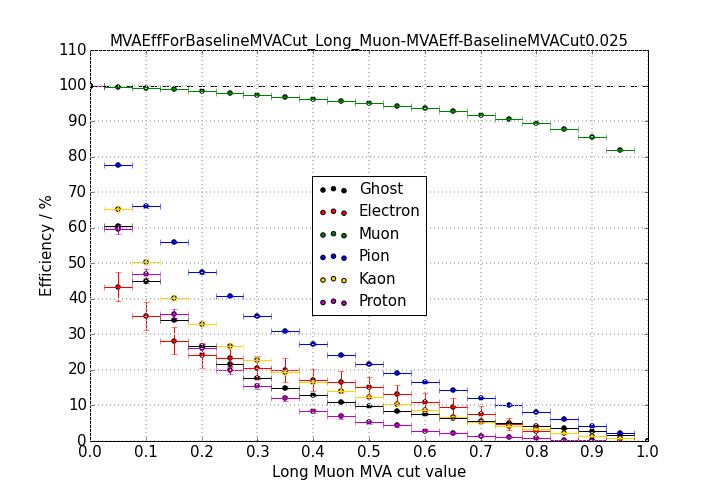 MVAEffForBaselineMVACut_Long_Muon-MVAEff-BaselineMVACut0.025
110
100
90
80
70
60
50
40
30
20
10
0
Efficiency / %
Ghost
Electron
Muon
Pion
Kaon
Proton
0.0 0.1 0.2 0.3 0.4 0.5 0.6 0.7 0.8 0.9 1.0
Long Muon MVA cut value